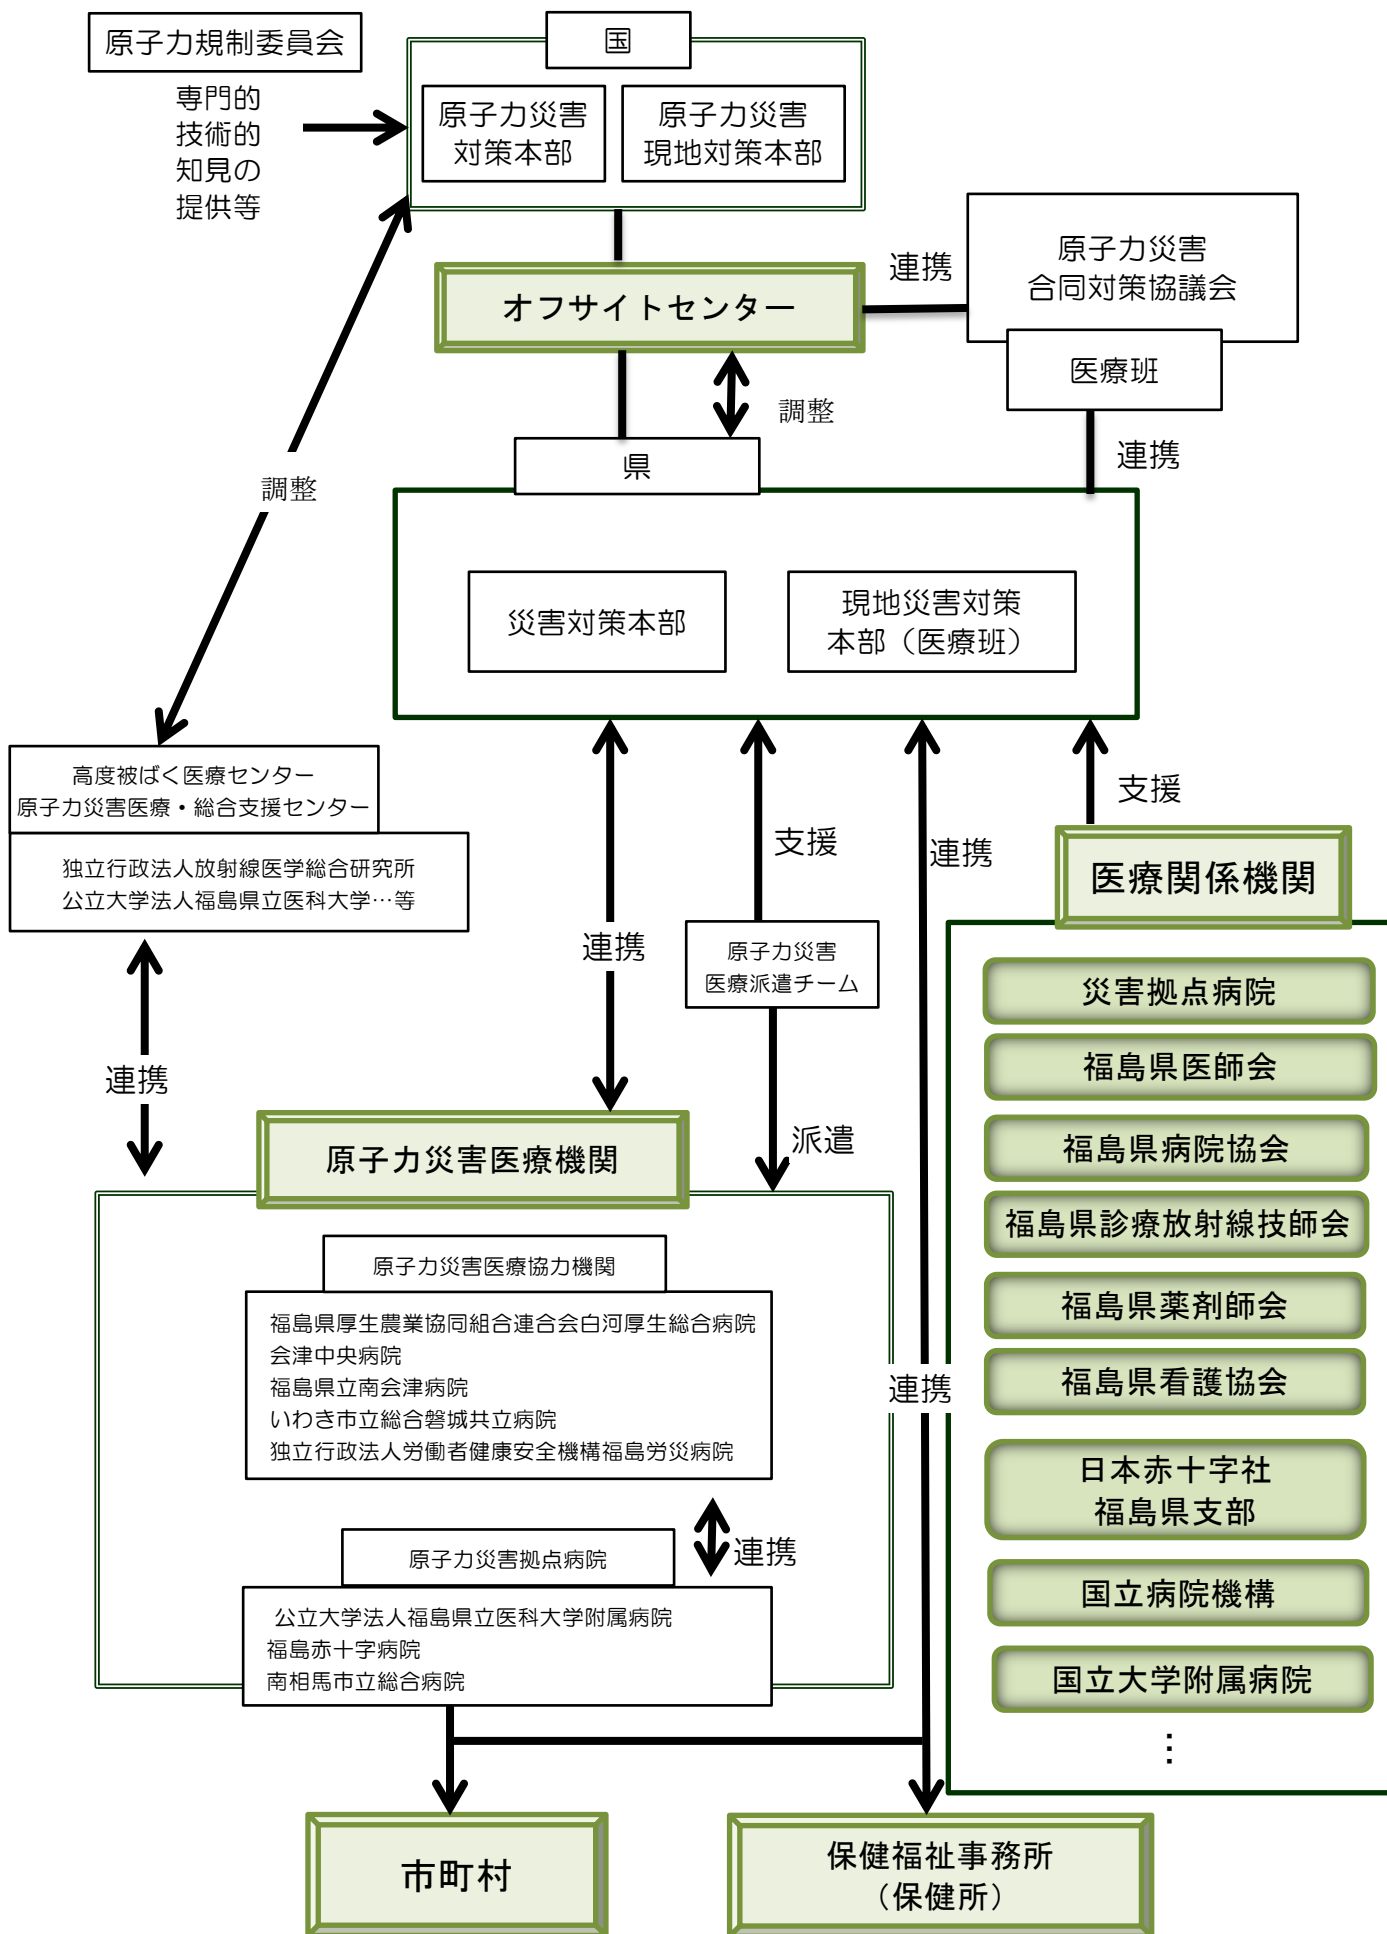 原子力規制委員会
専門的
技術的
知見の
提供等
国
原子力災害
対策本部
原子力災害
現地対策本部
オフサイトセンター
連携
原子力災害
合同対策協議会
医療班
調整
連携
調整
県
災害対策本部
現地災害対策
本部（医療班）
高度被ばく医療センター
原子力災害医療・総合支援センター
独立行政法人放射線医学総合研究所
公立大学法人福島県立医科大学…等
連携
連携
支援
原子力災害
医療派遣チーム
派遣
連携
支援
医療関係機関
災害拠点病院
福島県医師会
福島県病院協会
福島県診療放射線技師会
福島県薬剤師会
福島県看護協会
日本赤十字社
福島県支部
国立病院機構
国立大学附属病院
…
原子力災害医療機関
原子力災害医療協力機関
福島県厚生農業協同組合連合会白河厚生総合病院
会津中央病院
福島県立南会津病院
いわき市立総合磐城共立病院
独立行政法人労働者健康安全機構福島労災病院
連携
連携
原子力災害拠点病院
公立大学法人福島県立医科大学附属病院
福島赤十字病院
南相馬市立総合病院
市町村
保健福祉事務所
（保健所）